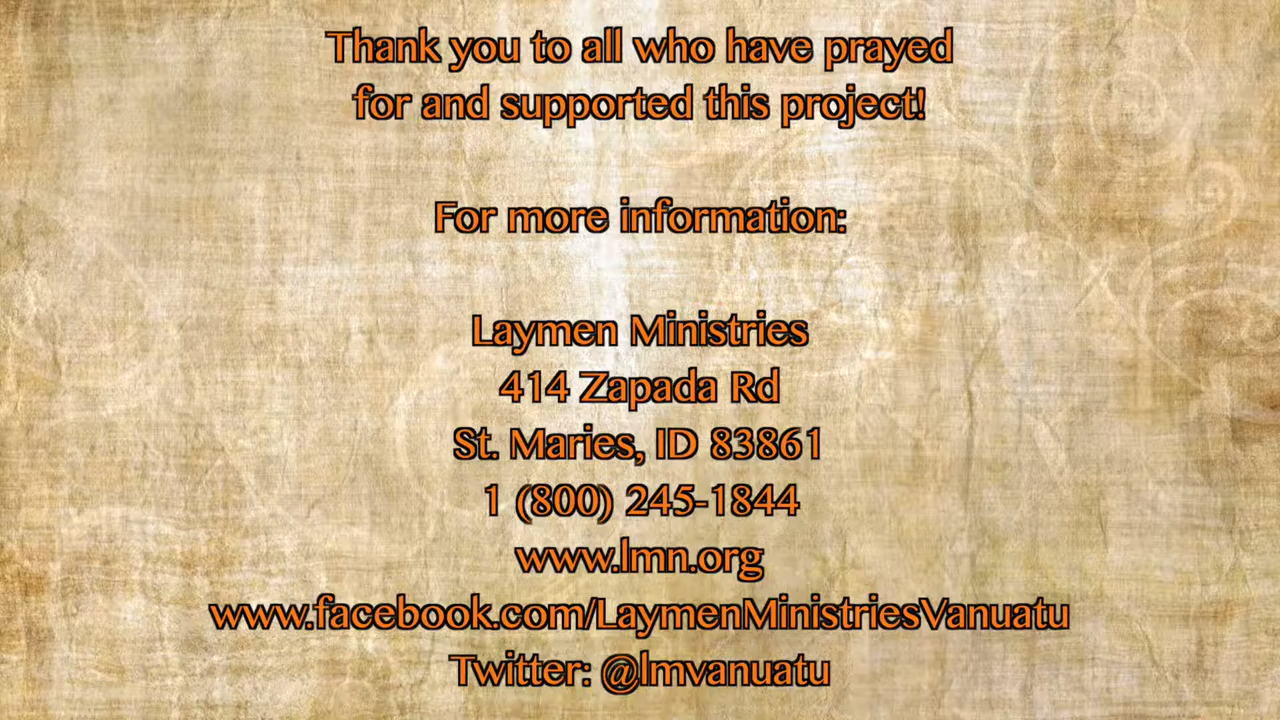 Thank you to all who have prayed
for and supported this project!
For more information:
Laymen Ministries
414 Zapada Rd
St. Maries, ID 83861
1 (800) 245-1844
www.lmn.org
www.facebook.com/LaymenMinistriesVanuatu
Twitter: @lmvanuatu